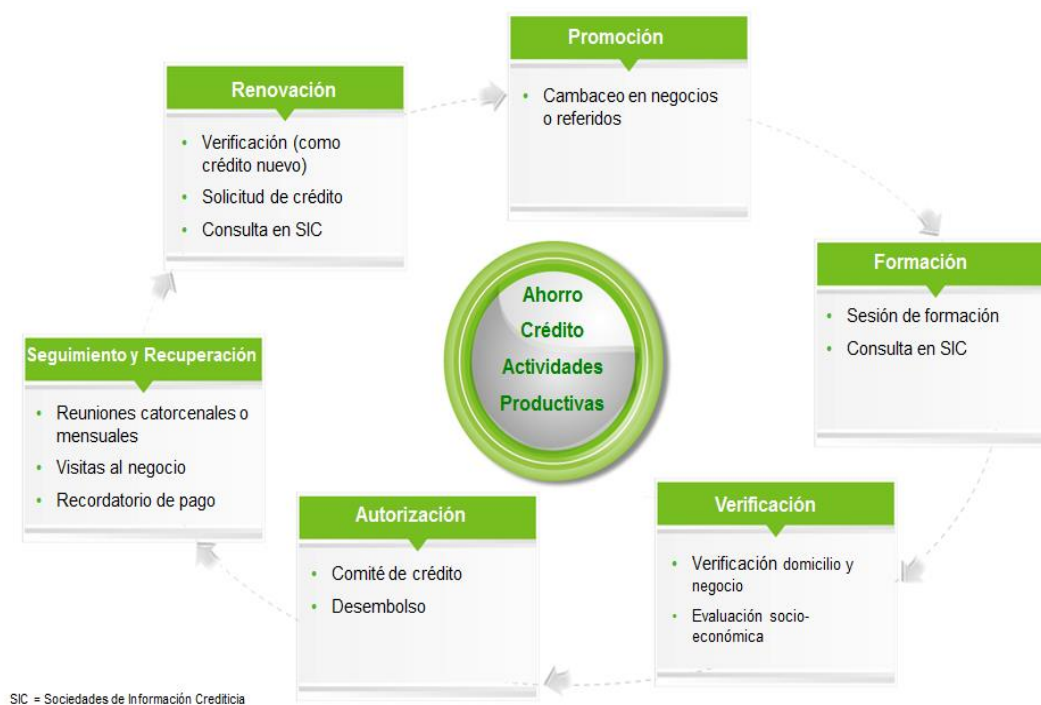 Promoción
• Cambaceo en negocios
o referidos
Renovación
• Verificación (como
crédito nuevo)
• Solicitud de crédito
• Consulta en SIC
Formación
• Sesión de formación
• Consulta en SIC
Ahorro
Crédito
Actividades
Productivas
Seguimiento y Recuperación
• Reuniones catorcenales o
mensuales
• Visitas al negocio
• Recordatorio de pago
Autorización
• Comité de crédito
• Desembolso
Verificación
• Verificación domicilio y
negocio
• Evaluación socio-
económica
SIC = Sociedades de Información Crediticia